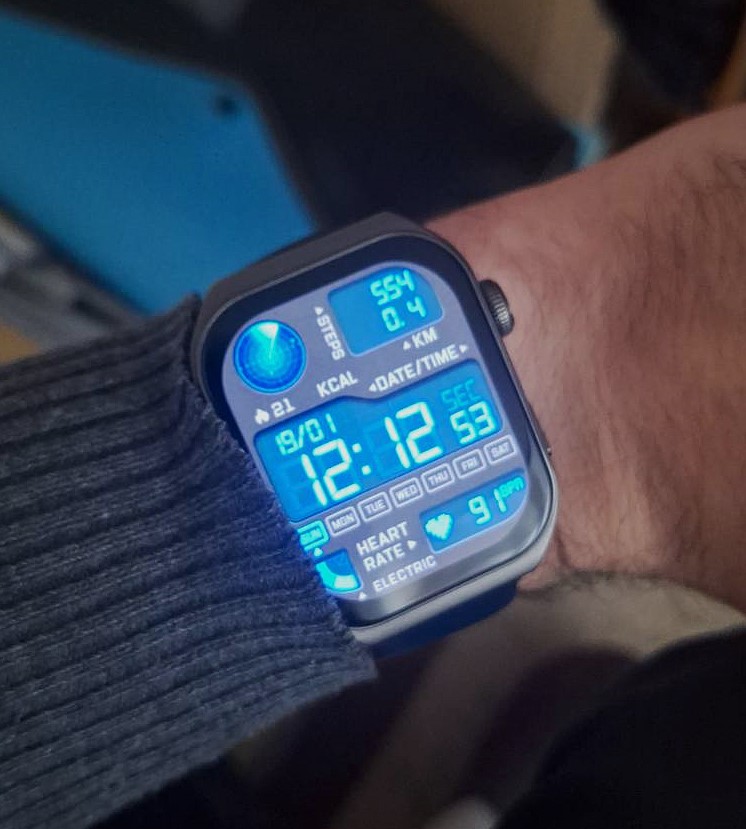 554
0.4
STEPS
KM
21 KCAL
DATE/TIME
19/01
SEC
12:12 53
SUN MON TUE WED THU FRI SAT
HEART
RATE
91 BPM
ELECTRIC